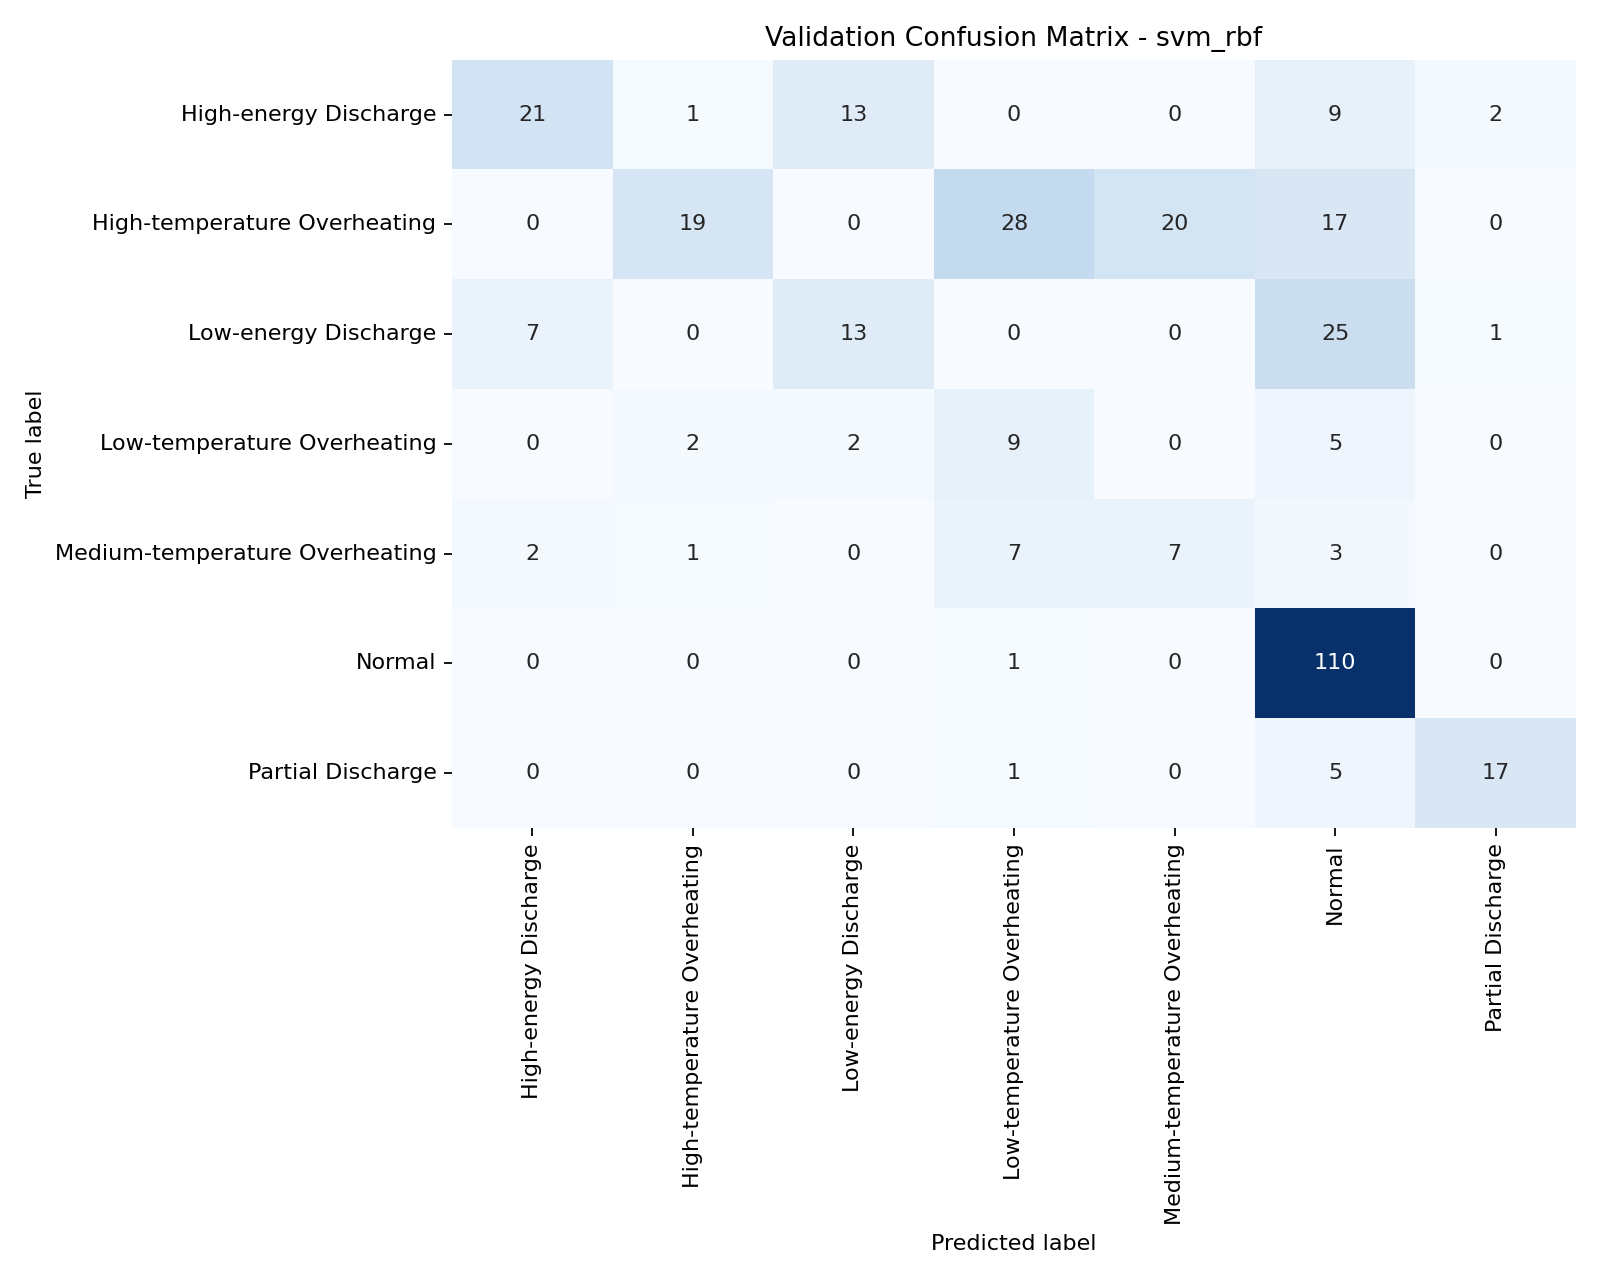 Validation Confusion Matrix - svm_rbf
True label
High-energy Discharge 21 1 13 0 0 9 2
High-temperature Overheating 0 19 0 28 20 17 0
Low-energy Discharge 7 0 13 0 0 25 1
Low-temperature Overheating 0 2 2 9 0 5 0
Medium-temperature Overheating 2 1 0 7 7 3 0
Normal 0 0 0 1 0 110 0
Partial Discharge 0 0 0 1 0 5 17
High-energy Discharge
High-temperature Overheating
Low-energy Discharge
Low-temperature Overheating
Medium-temperature Overheating
Normal
Partial Discharge
Predicted label